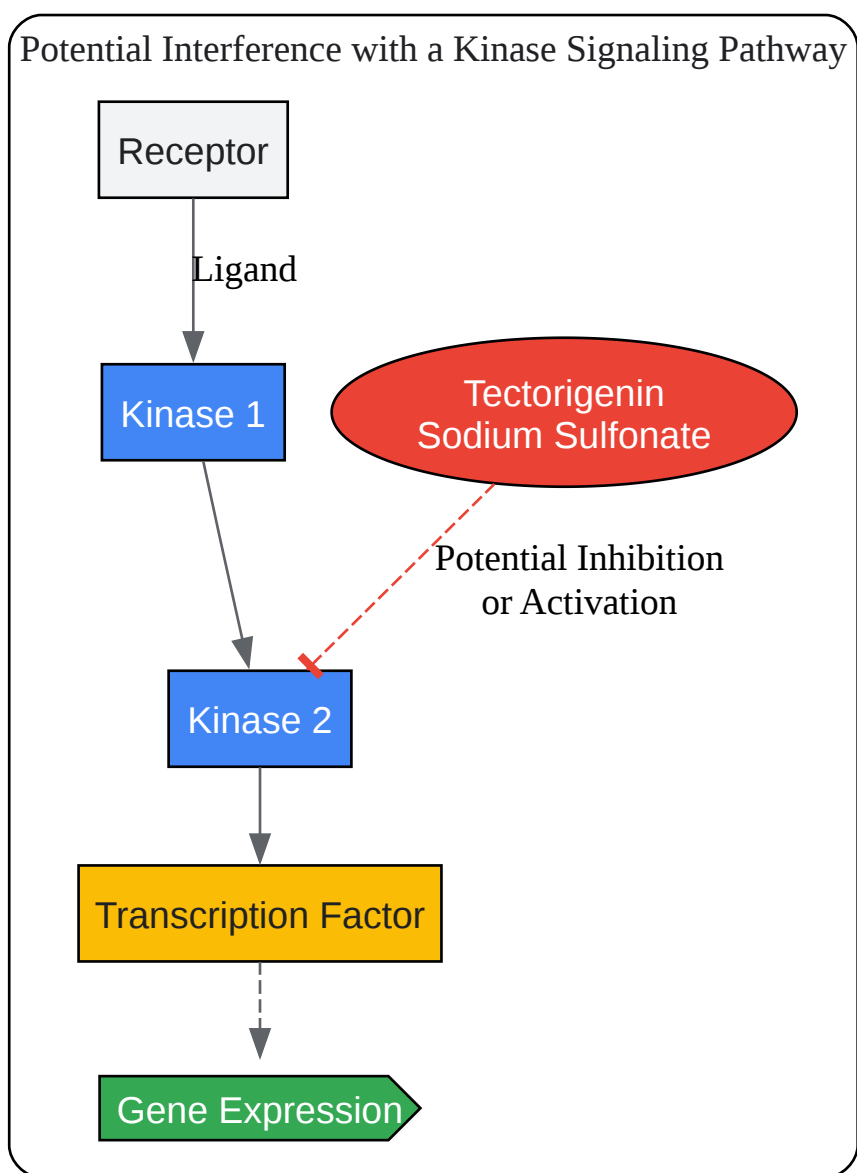 Potential Interference with a Kinase Signaling Pathway
Receptor
Ligand
Kinase 1
Tectorigenin
Sodium Sulfonate
Potential Inhibition
or Activation
Kinase 2
Transcription Factor
Gene Expression